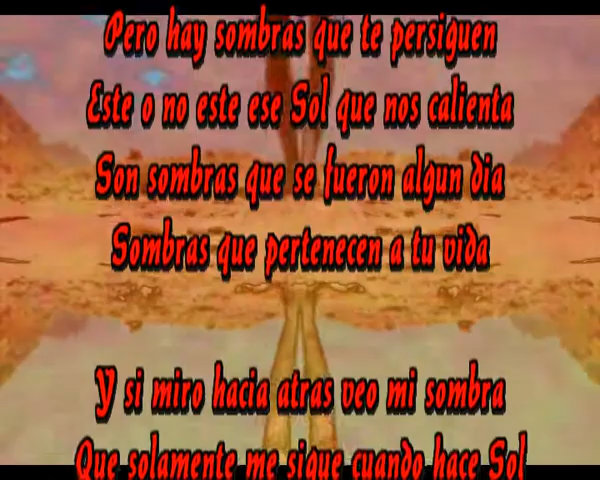 Pero hay sombras que te persiguen
Este o no este ese Sol que nos calienta
Son sombras que se fueron algun dia
Sombras que pertenecen a tu vida
Y si miro hacia atras veo mi sombra
Que solamente me sigue cuando hace Sol